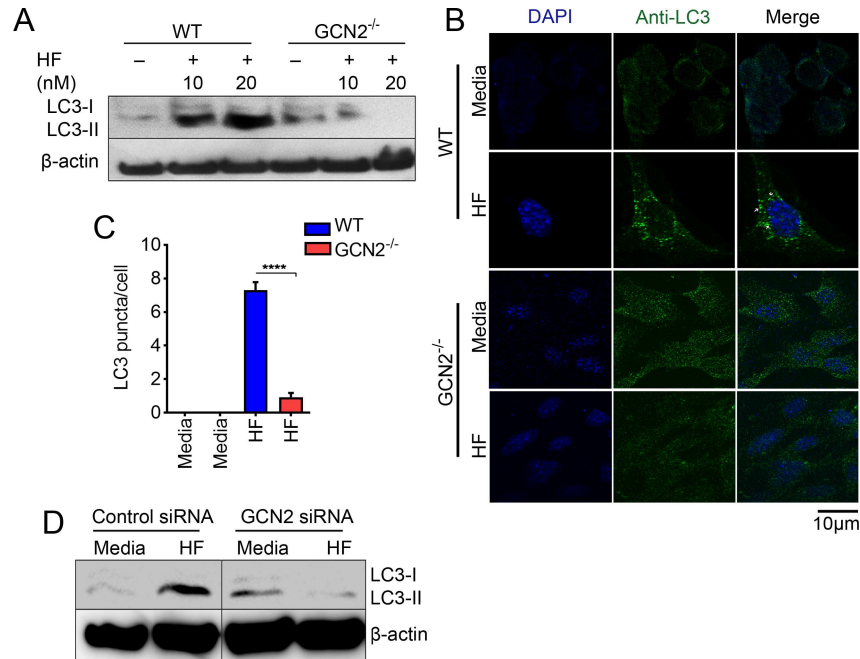 A
WT GCN2-/-
HF – + + – + +
(nM) 10 20 10 20
LC3-I
LC3-II
β-actin
B
DAPI Anti-LC3 Merge
WT
Media
HF
GCN2-/-
Media
HF
10µm
C
WT
GCN2-/-
****
LC3 puncta/cell
10
8
6
4
2
0
Media
Media
HF
HF
D
Control siRNA GCN2 siRNA
Media HF Media HF
LC3-I
LC3-II
β-actin